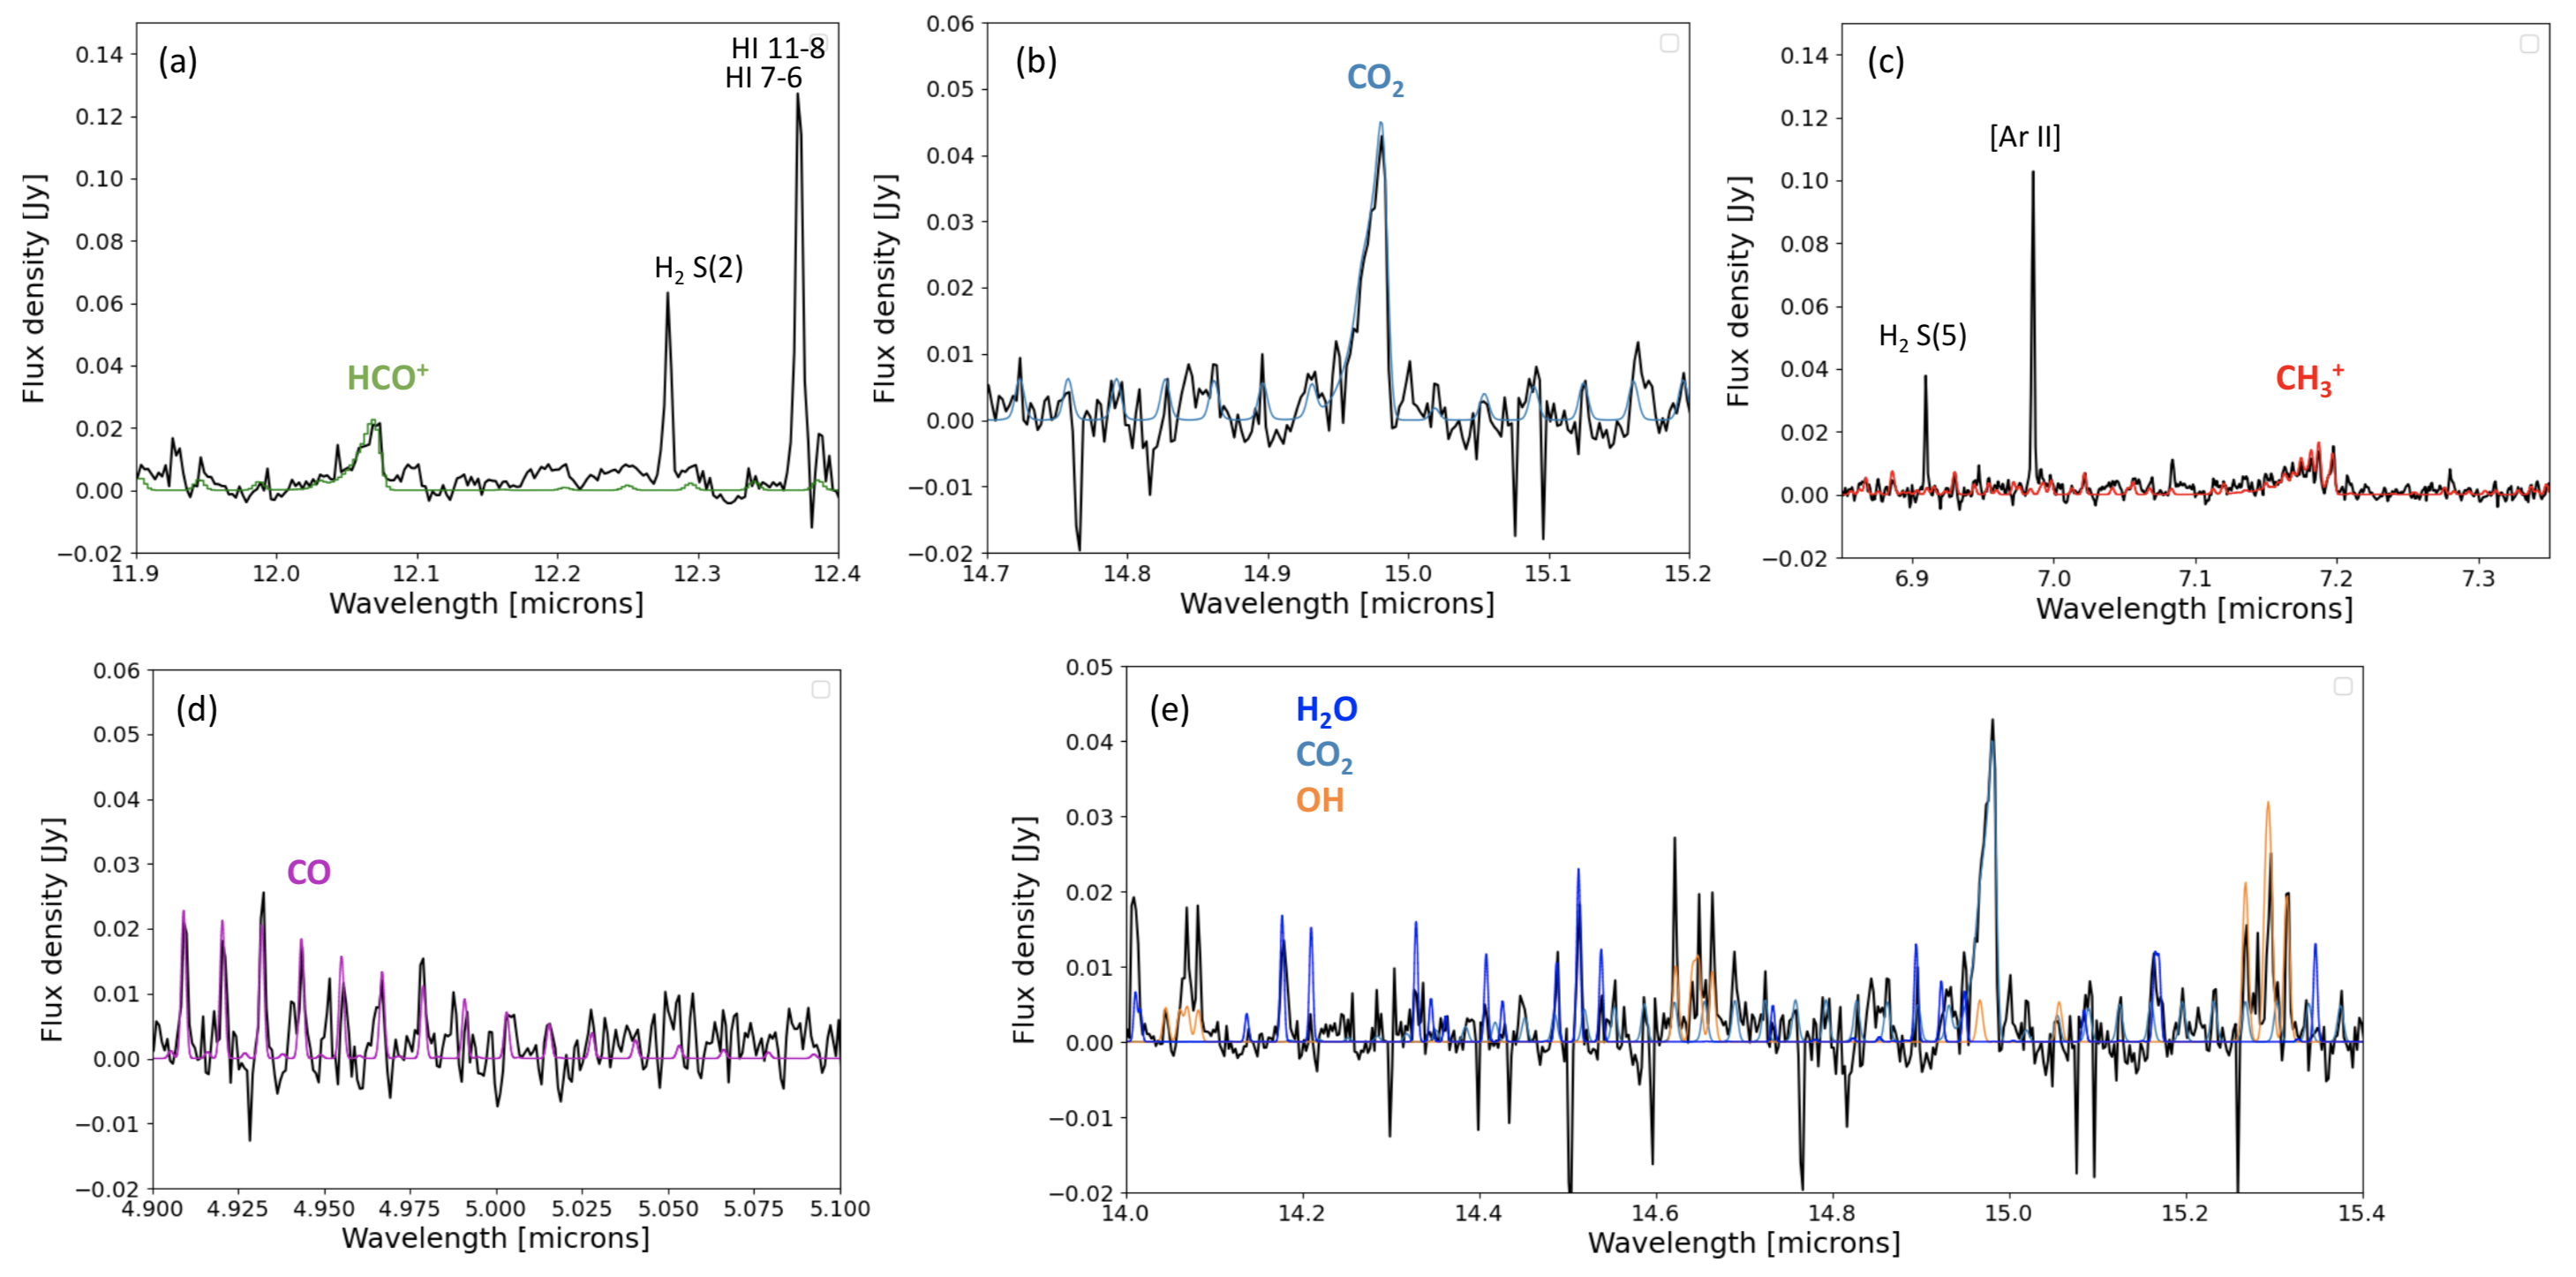 (a)
HI 11-8
HI 7-6
H₂ S(2)
HCO⁺
Flux density [Jy]
0.14
0.12
0.10
0.08
0.06
0.04
0.02
0.00
−0.02
11.9 12.0 12.1 12.2 12.3 12.4
Wavelength [microns]
(b)
CO₂
Flux density [Jy]
0.06
0.05
0.04
0.03
0.02
0.01
0.00
−0.01
−0.02
14.7 14.8 14.9 15.0 15.1 15.2
Wavelength [microns]
(c)
[Ar II]
H₂ S(5)
CH₃⁺
Flux density [Jy]
0.14
0.12
0.10
0.08
0.06
0.04
0.02
0.00
−0.02
6.9 7.0 7.1 7.2 7.3
Wavelength [microns]
(d)
CO
Flux density [Jy]
0.06
0.05
0.04
0.03
0.02
0.01
0.00
−0.01
−0.02
4.900 4.925 4.950 4.975 5.000 5.025 5.050 5.075 5.100
Wavelength [microns]
(e)
H₂O
CO₂
OH
Flux density [Jy]
0.05
0.04
0.03
0.02
0.01
0.00
−0.01
−0.02
14.0 14.2 14.4 14.6 14.8 15.0 15.2 15.4
Wavelength [microns]